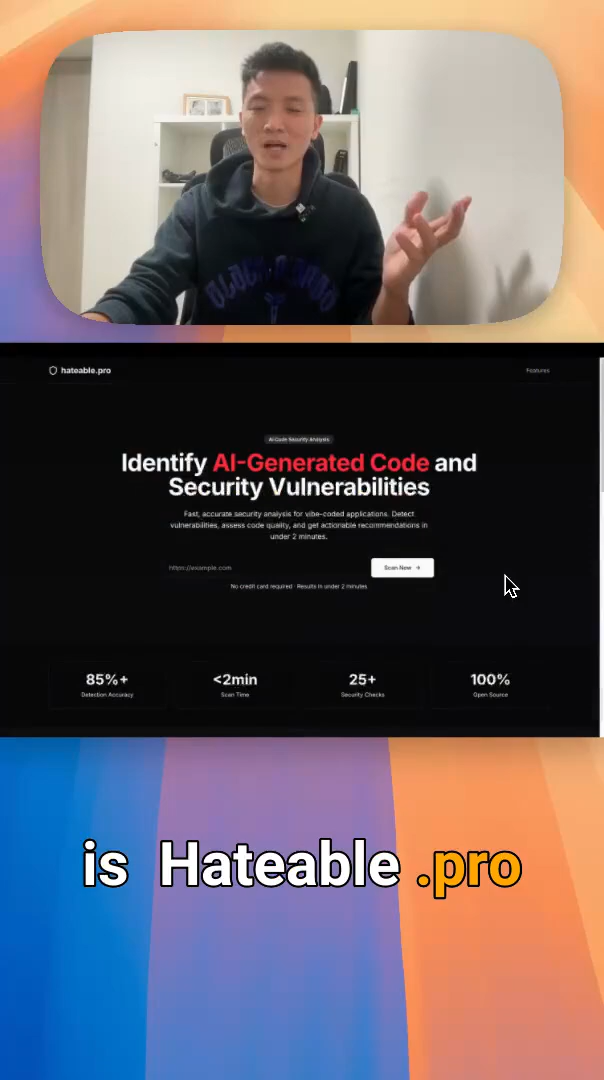 hateable.pro
Features
AI Code Security Analysis
Identify AI-Generated Code and
Security Vulnerabilities
Fast, accurate security analysis for vibe-coded applications. Detect
vulnerabilities, assess code quality, and get actionable recommendations in
under 2 minutes.
https://example.com
Scan Now →
No credit card required · Results in under 2 minutes
85%+
Detection Accuracy
<2min
Scan Time
25+
Security Checks
100%
Open Source
is Hateable .pro